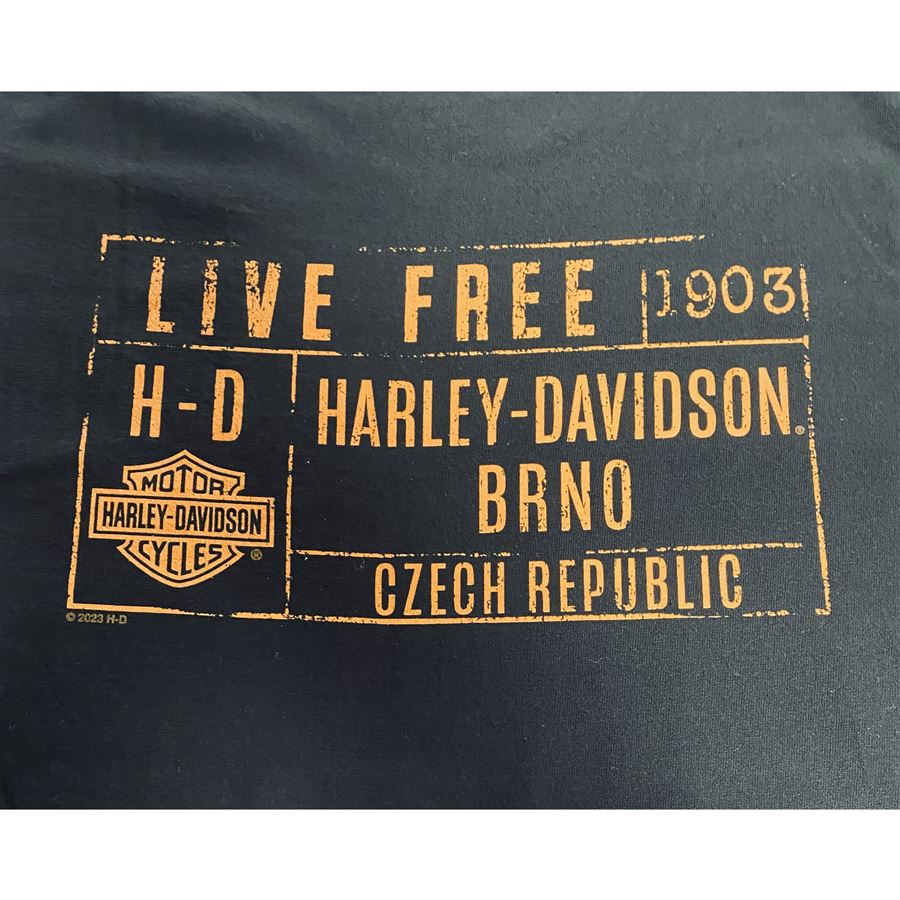 LIVE FREE 1903
H-D
HARLEY-DAVIDSON®
BRNO
CZECH REPUBLIC
MOTOR
HARLEY-DAVIDSON
CYCLES ®
© 2023 H-D